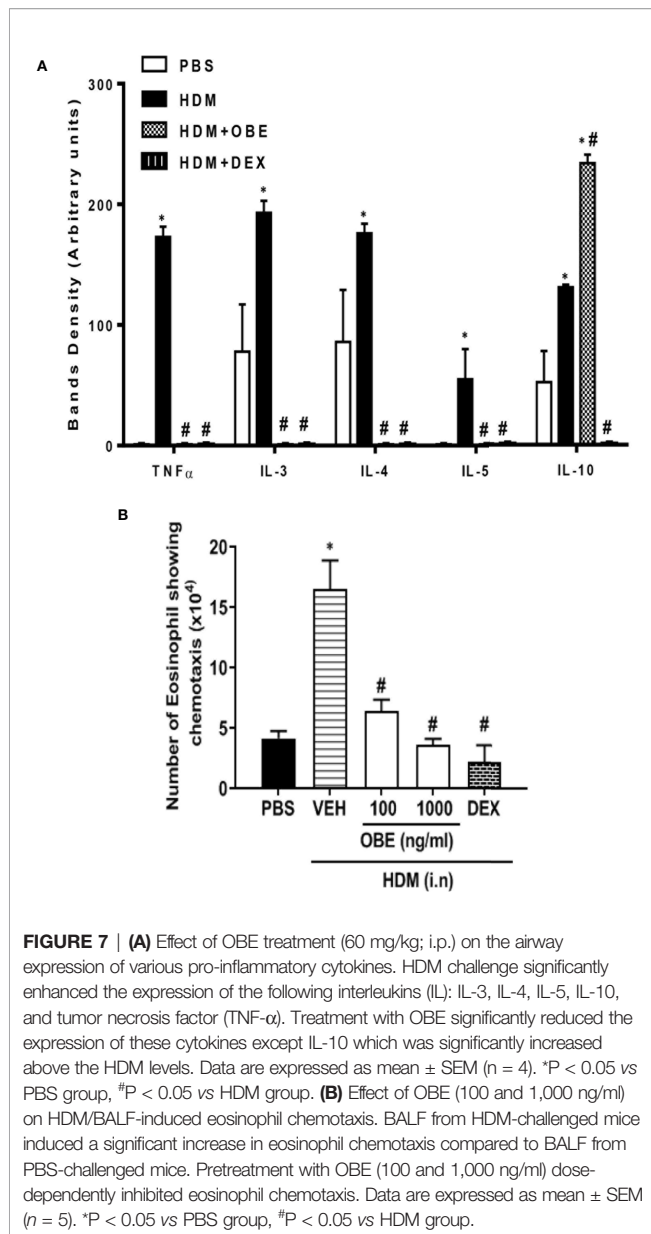 A
PBS
HDM
HDM+OBE
HDM+DEX
Bands Density (Arbitrary units)
300
200
100
0
* # # * # # * # # * # # * *# #
TNFα IL-3 IL-4 IL-5 IL-10
B
Number of Eosinophil showing
chemotaxis (x10⁴)
20
15
10
5
0
* # # #
PBS VEH 100 1000 DEX
OBE (ng/ml)
HDM (i.n)
FIGURE 7 | (A) Effect of OBE treatment (60 mg/kg; i.p.) on the airway
expression of various pro-inflammatory cytokines. HDM challenge significantly
enhanced the expression of the following interleukins (IL): IL-3, IL-4, IL-5, IL-10,
and tumor necrosis factor (TNF-α). Treatment with OBE significantly reduced the
expression of these cytokines except IL-10 which was significantly increased
above the HDM levels. Data are expressed as mean ± SEM (n = 4). *P < 0.05 vs
PBS group, #P < 0.05 vs HDM group. (B) Effect of OBE (100 and 1,000 ng/ml)
on HDM/BALF-induced eosinophil chemotaxis. BALF from HDM-challenged mice
induced a significant increase in eosinophil chemotaxis compared to BALF from
PBS-challenged mice. Pretreatment with OBE (100 and 1,000 ng/ml) dose-
dependently inhibited eosinophil chemotaxis. Data are expressed as mean ± SEM
(n = 5). *P < 0.05 vs PBS group, #P < 0.05 vs HDM group.